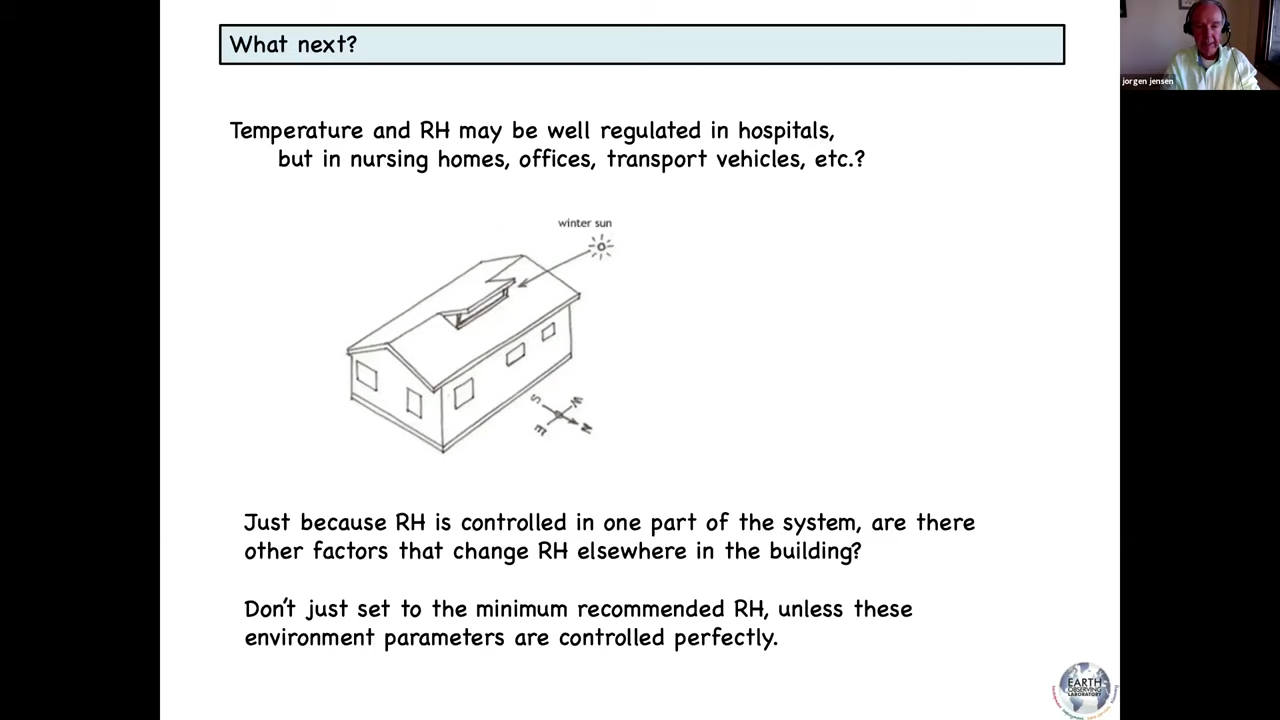 What next?
jorgen jensen
Temperature and RH may be well regulated in hospitals,
but in nursing homes, offices, transport vehicles, etc.?
winter sun
S
W
E
N
Just because RH is controlled in one part of the system, are there
other factors that change RH elsewhere in the building?
Don't just set to the minimum recommended RH, unless these
environment parameters are controlled perfectly.
EARTH
OBSERVING
LABORATORY